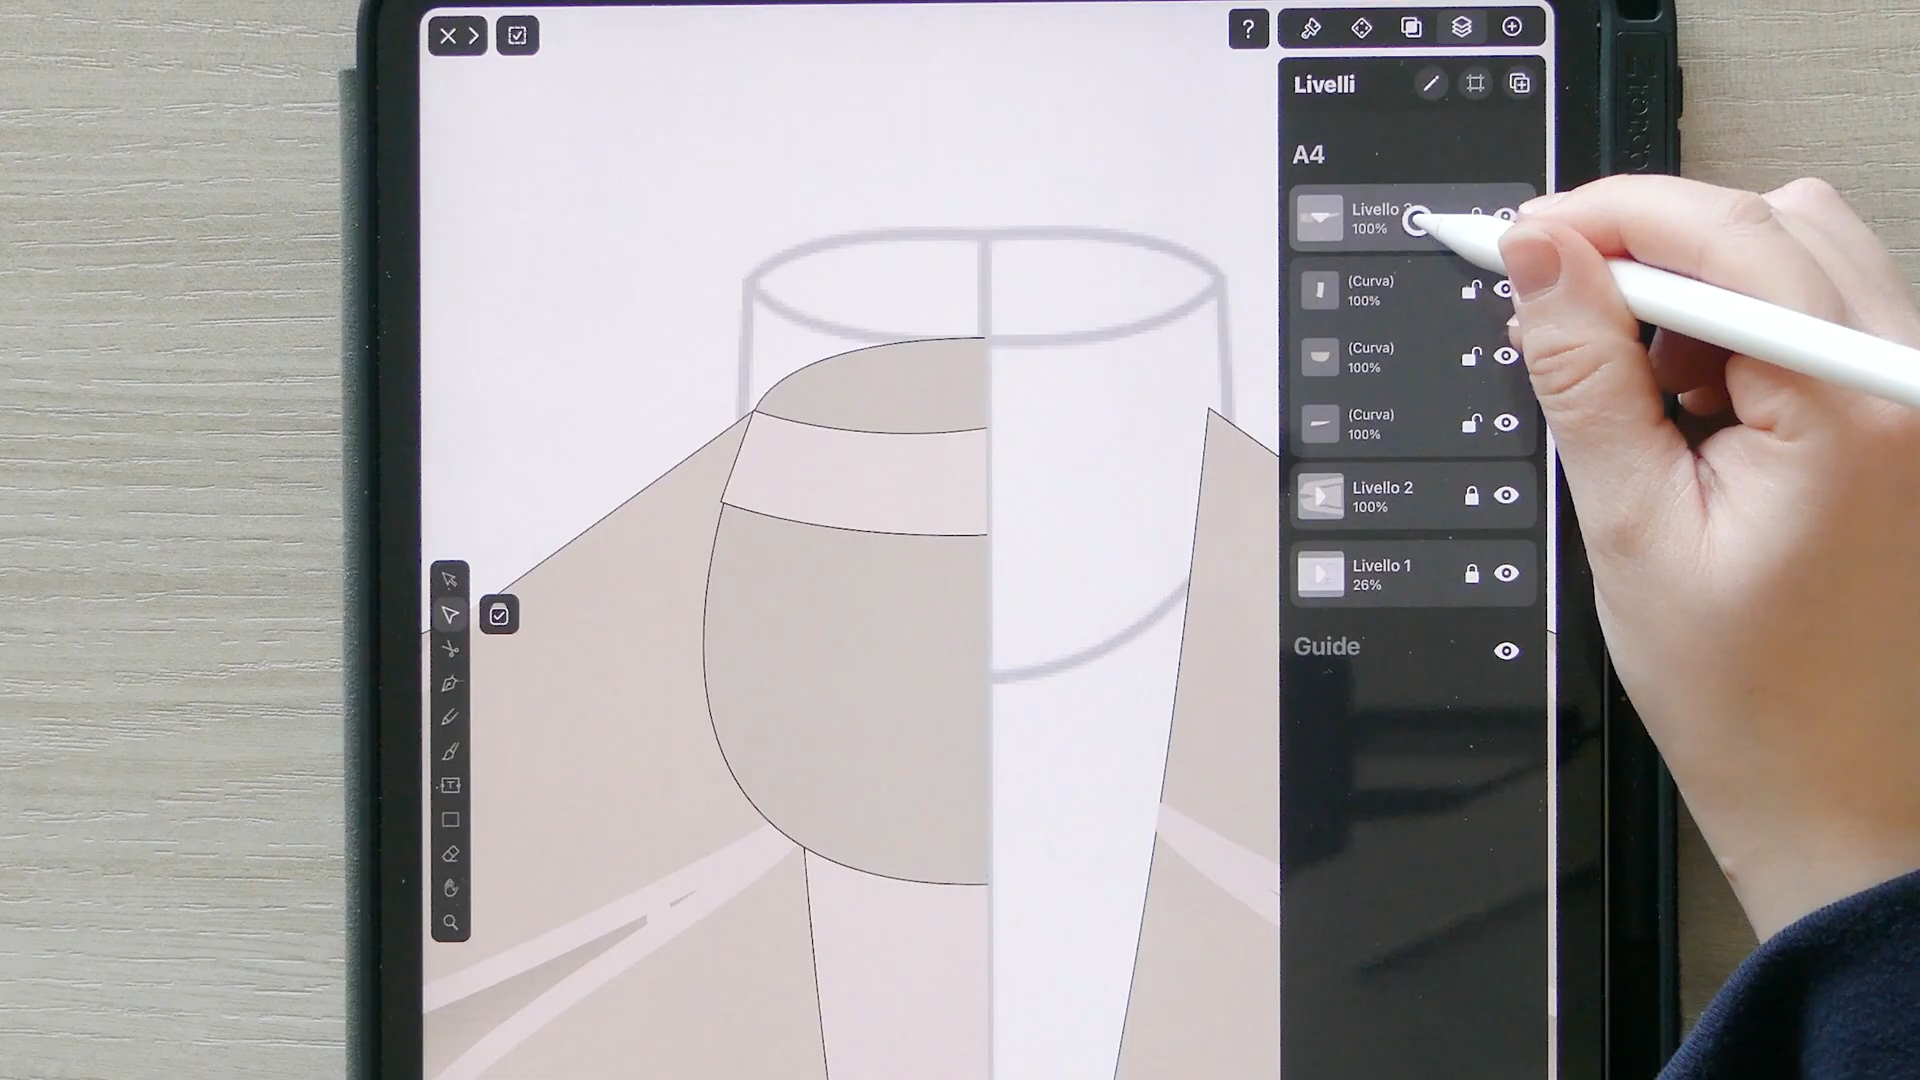 ?
Livelli
A4
Livello
100%
(Curva)
100%
(Curva)
100%
(Curva)
100%
Livello 2
100%
Livello 1
26%
Guide
T